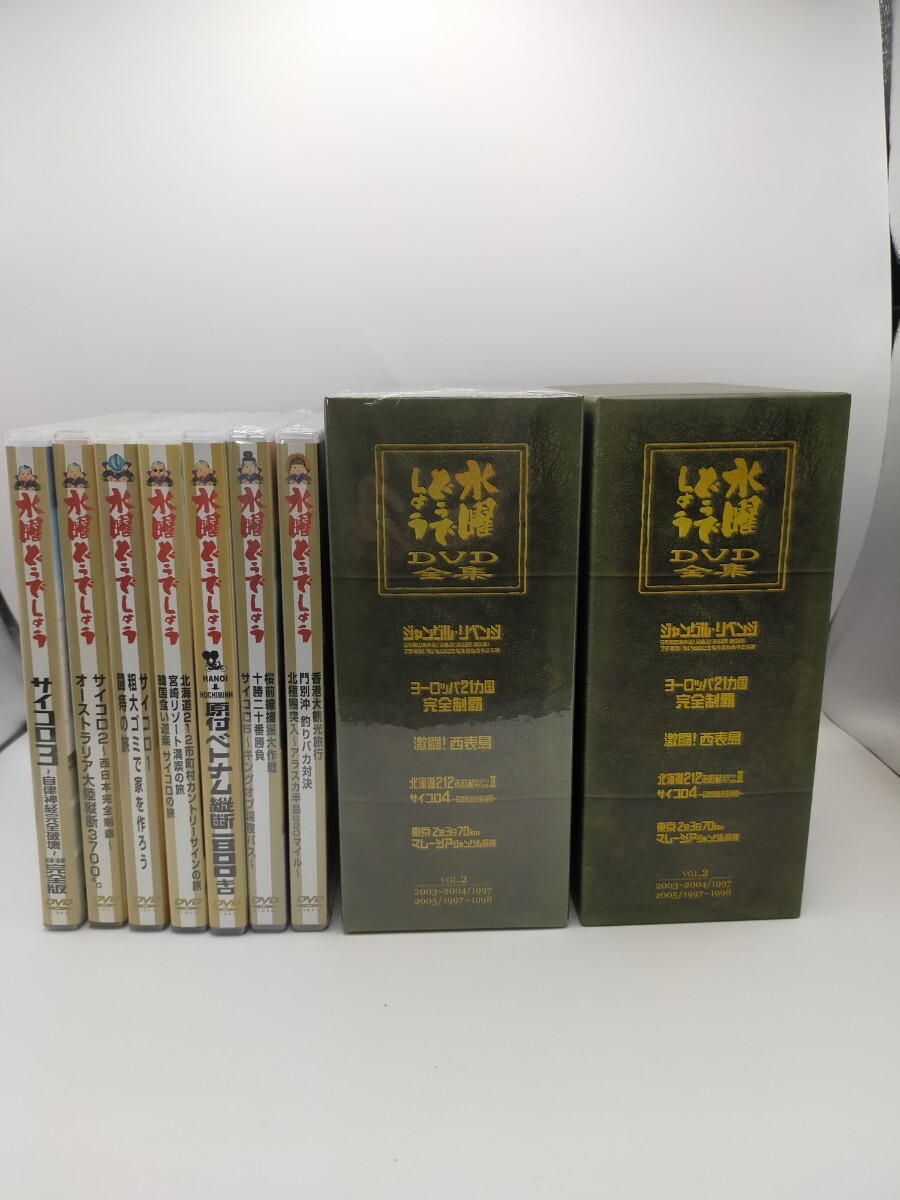 水曜どうでしょう
サイコロ3
~自律神経完全破壊~
完全版
DVD
水曜どうでしょう
サイコロ2~西日本完全制覇~
オーストラリア大陸縦断3700キロ
DVD
水曜どうでしょう
サイコロ1
粗大ゴミで家を作ろう
闘痔の旅
DVD
水曜どうでしょう
北海道212市町村カントリーサインの旅
宮崎リゾート満喫の旅
韓国食い道楽 サイコロの旅
DVD
水曜どうでしょう
HANOI
HOCHIMINH
原付ベトナム縦断1800キロ
DVD
水曜どうでしょう
桜前線捕獲大作戦
十勝二十番勝負
サイコロ5~キングオブ深夜バス~
DVD
水曜どうでしょう
香港大観光旅行
門別沖 釣りバカ対決
北極圏突入~アラスカ半島620マイル~
DVD
水曜
どうで
しょう
DVD
全集
ジャングル・リベンジ
ヨーロッパ21カ国
完全制覇
激闘!西表島
北海道212市町村カントリーサインの旅Ⅱ
サイコロ4
東京2泊3日70km
マレーシアジャングル探検
VOL.2
2003~2004/1997
2005/1997~1998
水曜
どうで
しょう
DVD
全集
ジャングル・リベンジ
ヨーロッパ21カ国
完全制覇
激闘!西表島
北海道212市町村カントリーサインの旅Ⅱ
サイコロ4
東京2泊3日70km
マレーシアジャングル探検
VOL.2
2003~2004/1997
2005/1997~1998